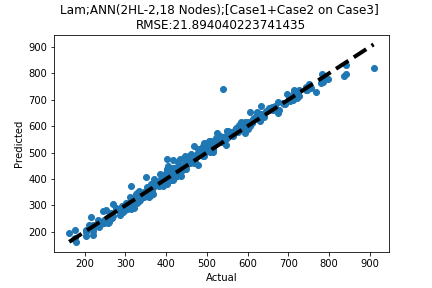 Lam;ANN(2HL-2,18 Nodes);[Case1+Case2 on Case3]
RMSE:21.894040223741435
900
800
700
600
500
400
300
200
Predicted
200 300 400 500 600 700 800 900
Actual